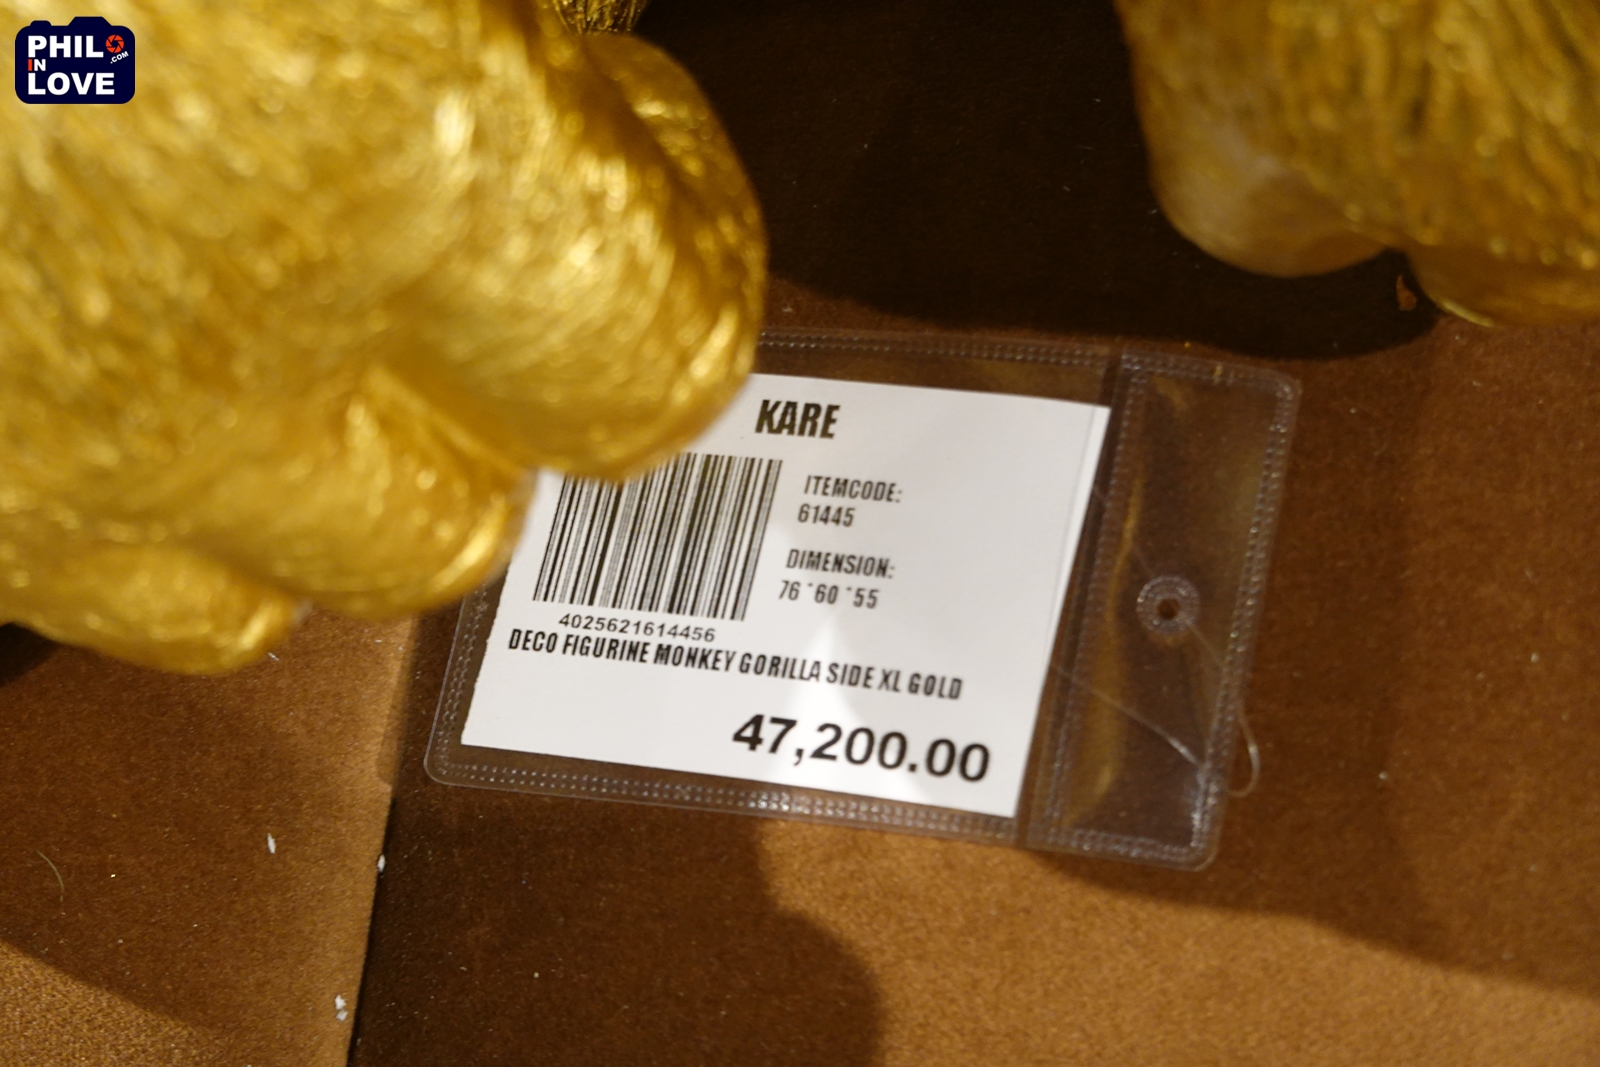 PHILO
IN .COM
LOVE
KARE
ITEMCODE:
61445
DIMENSION:
76 *60 *55
4025621614456
DECO FIGURINE MONKEY GORILLA SIDE XL GOLD
47,200.00